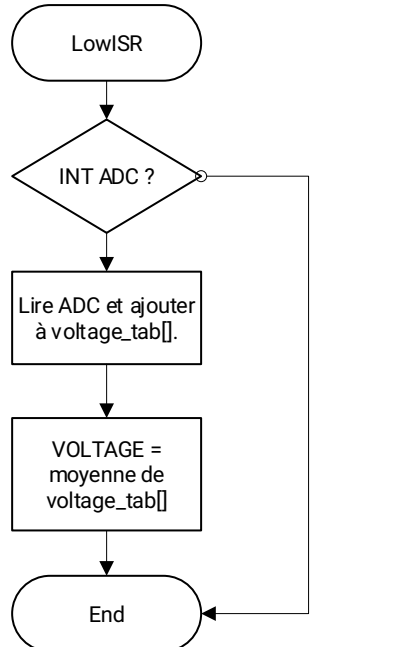 LowISR
INT ADC ?
Lire ADC et ajouter
à voltage_tab[].
VOLTAGE =
moyenne de
voltage_tab[]
End